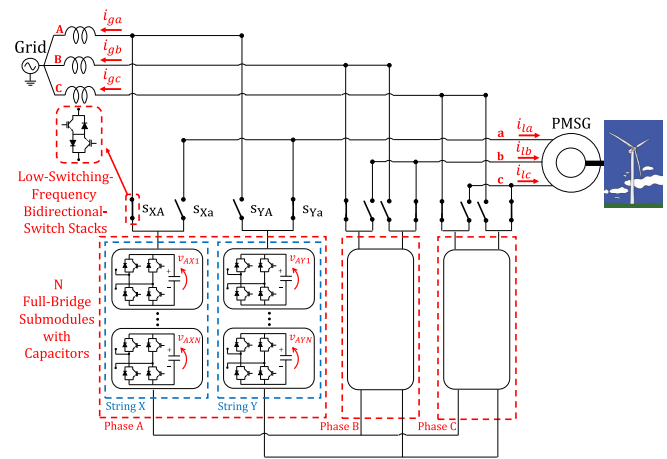 A
i_ga
Grid
B
i_gb
C
i_gc
a
i_la
PMSG
b
i_lb
c
i_lc
Low-Switching-
Frequency
Bidirectional-
Switch Stacks
s_XA
s_Xa
s_YA
s_Ya
N
Full-Bridge
Submodules
with
Capacitors
+
v_AX1
−
+
v_AY1
−
+
v_AXN
−
+
v_AYN
−
String X
String Y
Phase A
Phase B
Phase C